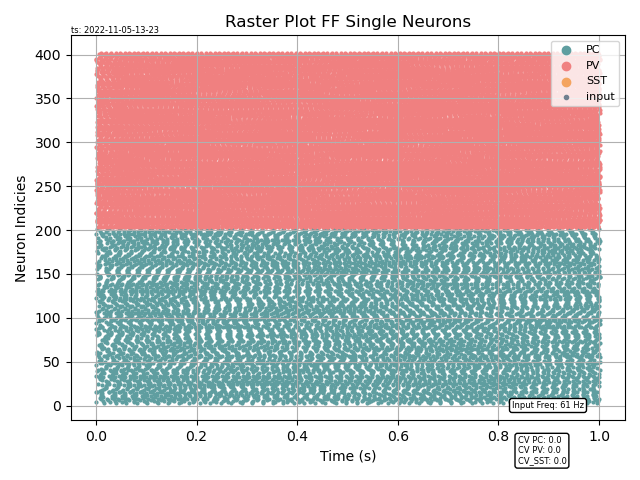 Raster Plot FF Single Neurons
ts: 2022-11-05-13-23
400
350
300
250
200
150
100
50
0
Neuron Indicies
PC
PV
SST
input
Input Freq: 61 Hz
0.0 0.2 0.4 0.6 0.8 1.0
Time (s)
CV PC: 0.0
CV PV: 0.0
CV_SST: 0.0